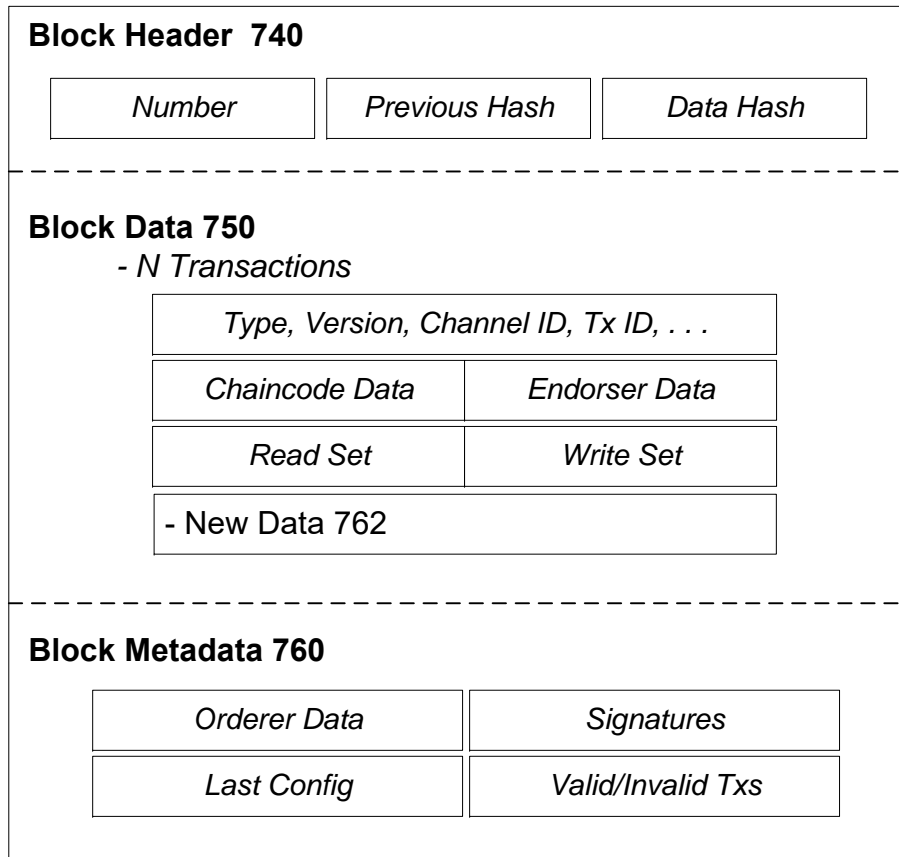 Block Header 740
Number Previous Hash Data Hash
Block Data 750
- N Transactions
Type, Version, Channel ID, Tx ID, . . .
Chaincode Data Endorser Data
Read Set Write Set
- New Data 762
Block Metadata 760
Orderer Data Signatures
Last Config Valid/Invalid Txs